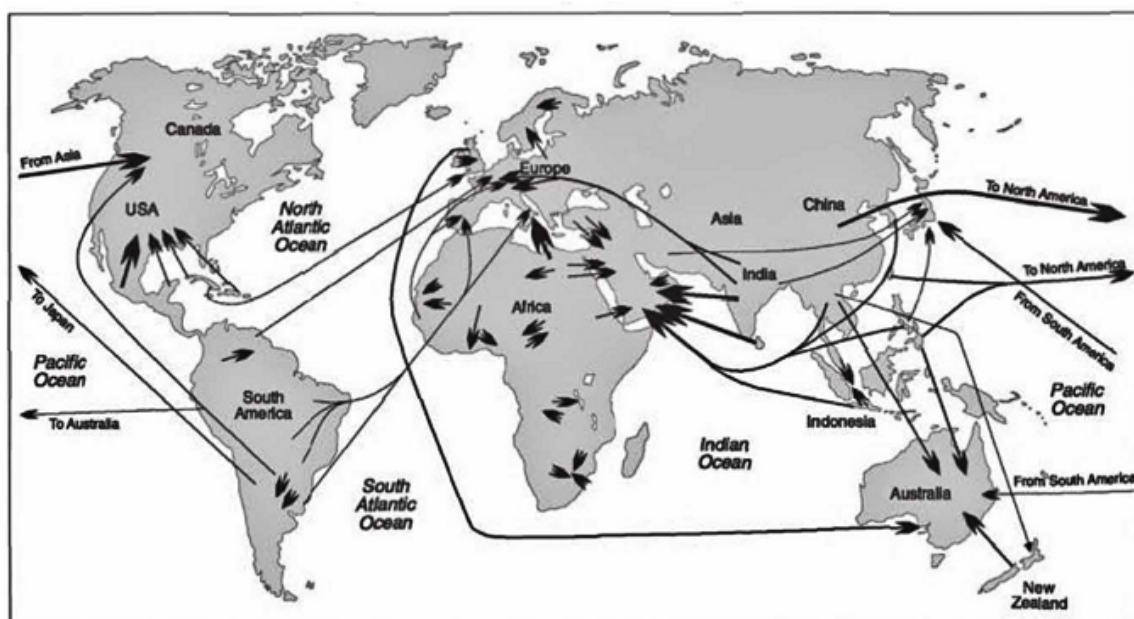 Canada
From Asia
USA
North
Atlantic
Ocean
Europe
Asia
China
To North America
India
To North America
To Japan
Africa
From South America
Pacific
Ocean
South
America
Pacific
Ocean
To Australia
Indonesia
Indian
Ocean
South
Atlantic
Ocean
Australia
From South America
New
Zealand